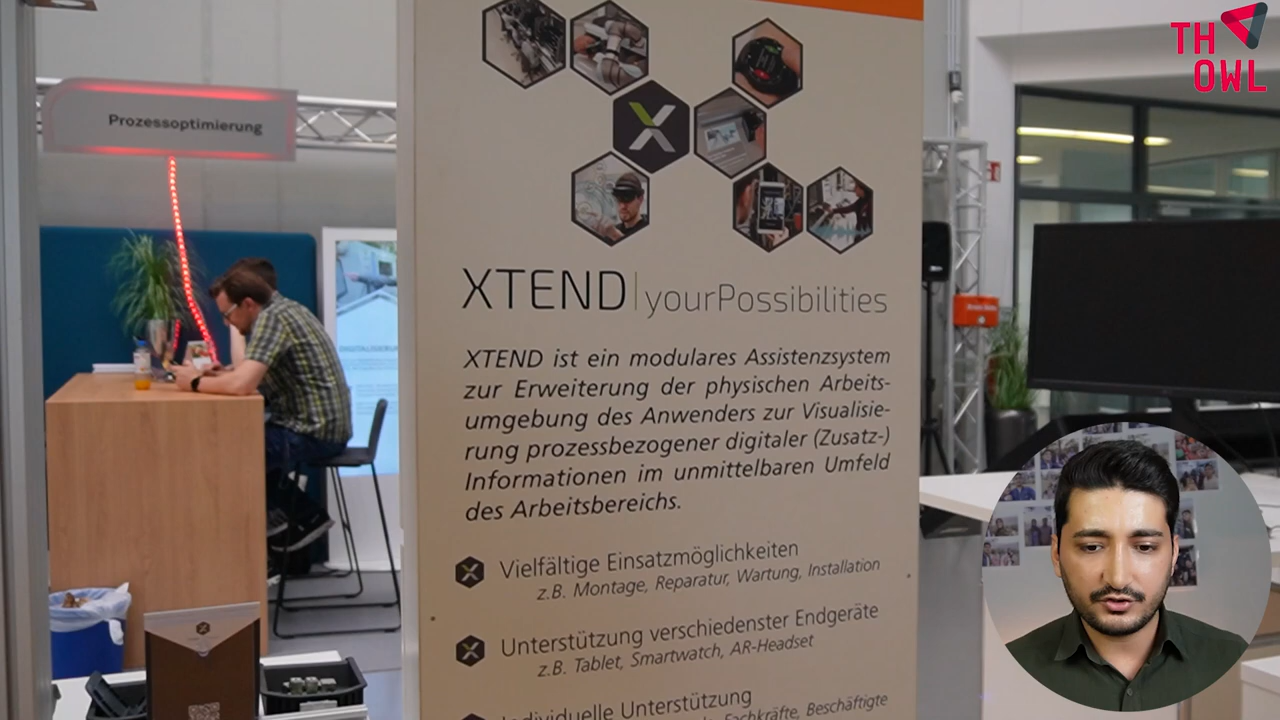 TH
OWL
Prozessoptimierung
XTEND | yourPossibilities
XTEND ist ein modulares Assistenzsystem
zur Erweiterung der physischen Arbeits-
umgebung des Anwenders zur Visualisie-
rung prozessbezogener digitaler (Zusatz-)
Informationen im unmittelbaren Umfeld
des Arbeitsbereichs.
Vielfältige Einsatzmöglichkeiten
z.B. Montage, Reparatur, Wartung, Installation
Unterstützung verschiedenster Endgeräte
z.B. Tablet, Smartwatch, AR-Headset
Individuelle Unterstützung
Fachkräfte, Beschäftigte